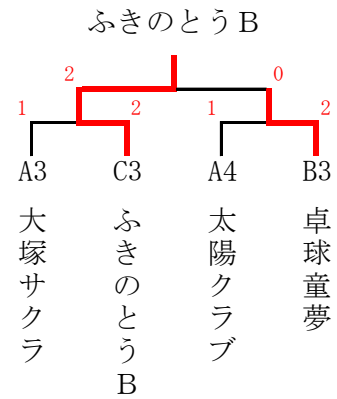 ふきのとうＢ
2 0
1 2 1 2
A3 C3 A4 B3
大塚サクラ
ふきのとうＢ
太陽クラブ
卓球童夢